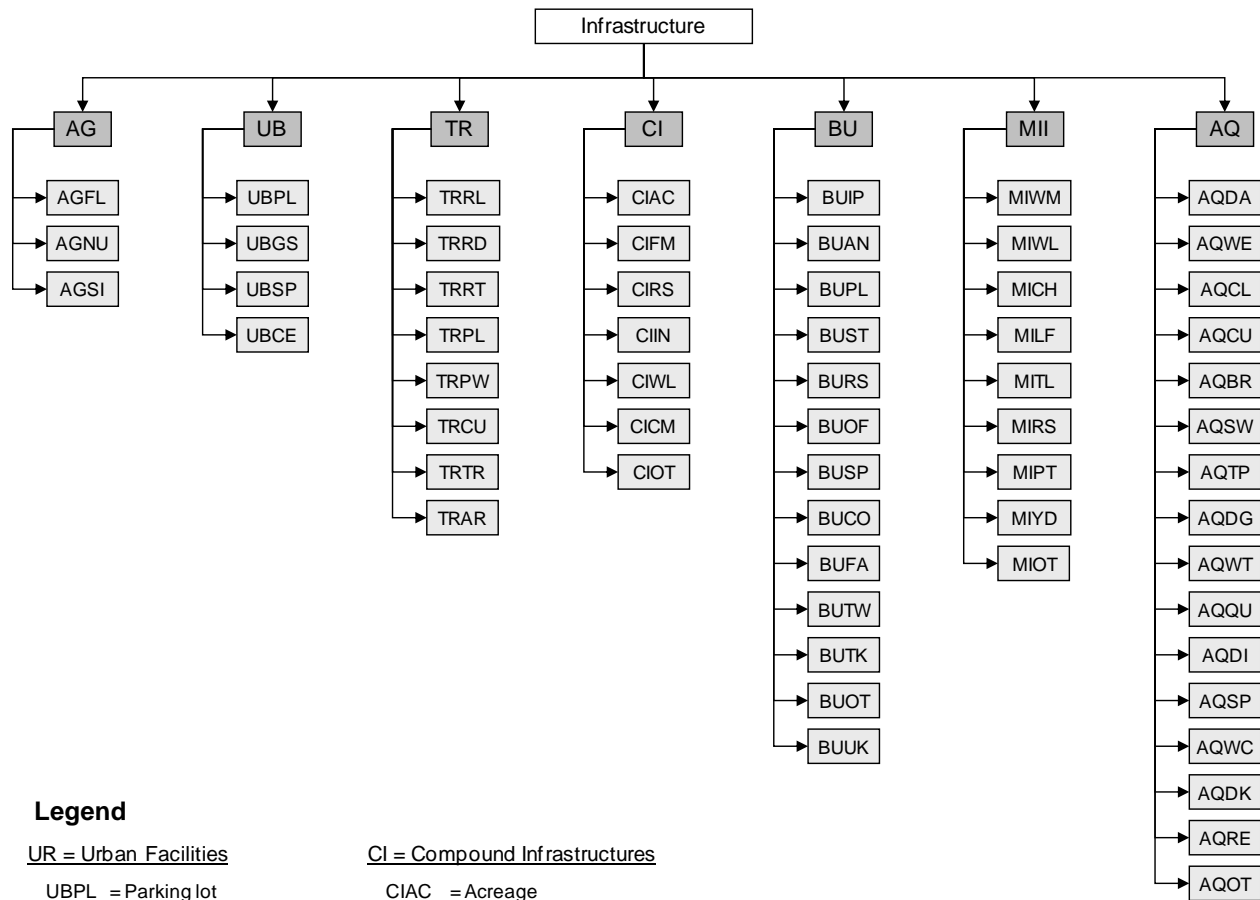 Infrastructure
AG UB TR CI BU MII AQ
AGFL UBPL TRRL CIAC BUIP MIWM AQDA
AGNU UBGS TRRD CIFM BUAN MIWL AQWE
AGSI UBSP TRRT CIRS BUPL MICH AQCL
UBCE TRPL CIIN BUST MILF AQCU
TRPW CIWL BURS MITL AQBR
TRCU CICM BUOF MIRS AQSW
TRTR CIOT BUSP MIPT AQTP
TRAR BUCO MIYD AQDG
BUFA MIOT AQWT
BUTW AQQU
BUTK AQDI
BUOT AQSP
BUUK AQWC
AQDK
AQRE
AQOT
Legend
UR = Urban Facilities
UBPL = Parking lot
CI = Compound Infrastructures
CIAC = Acreage